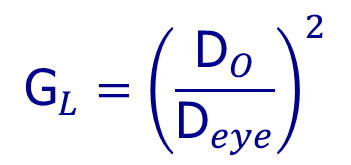 G_L = (D_O / D_eye)^2